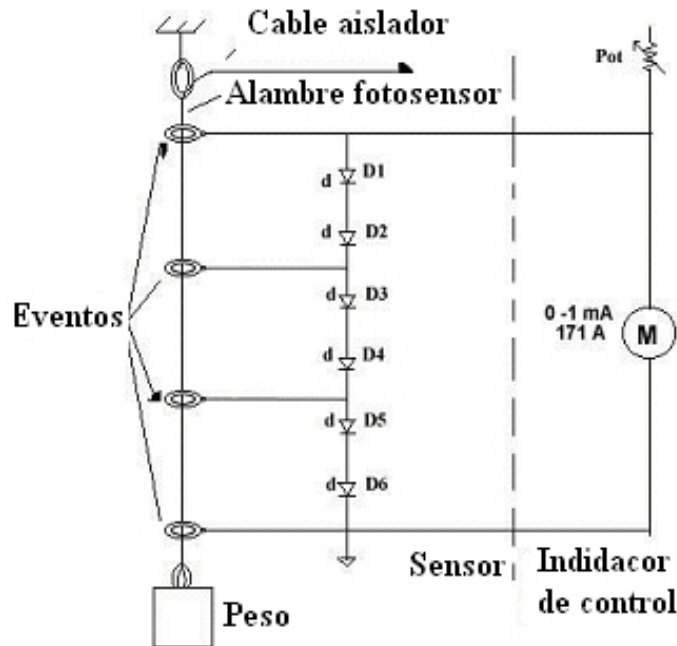 Cable aislador
Pot
Alambre fotosensor
d D1
d D2
d D3
Eventos
0 -1 mA
171 A
M
d D4
d D5
d D6
Sensor
Indidacor
de control
Peso